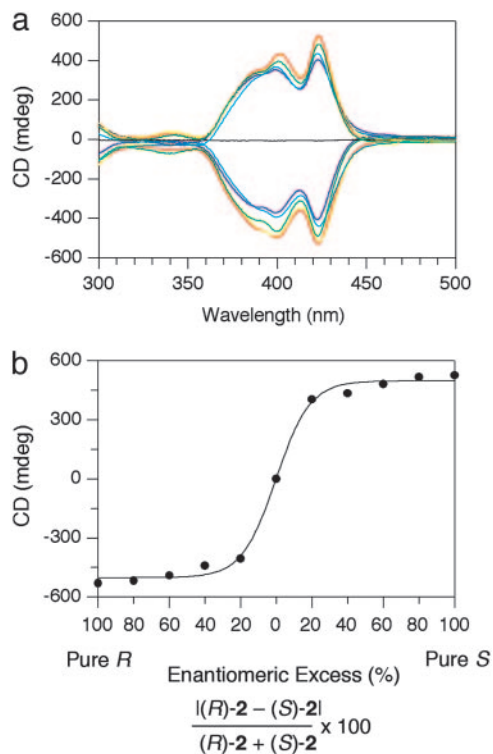 a
600
400
200
0
-200
-400
-600
CD (mdeg)
300 350 400 450 500
Wavelength (nm)
b
600
300
0
-300
-600
CD (mdeg)
100 80 60 40 20 0 20 40 60 80 100
Pure R Enantiomeric Excess (%) Pure S
|(R)-2 – (S)-2|
(R)-2 + (S)-2 x 100